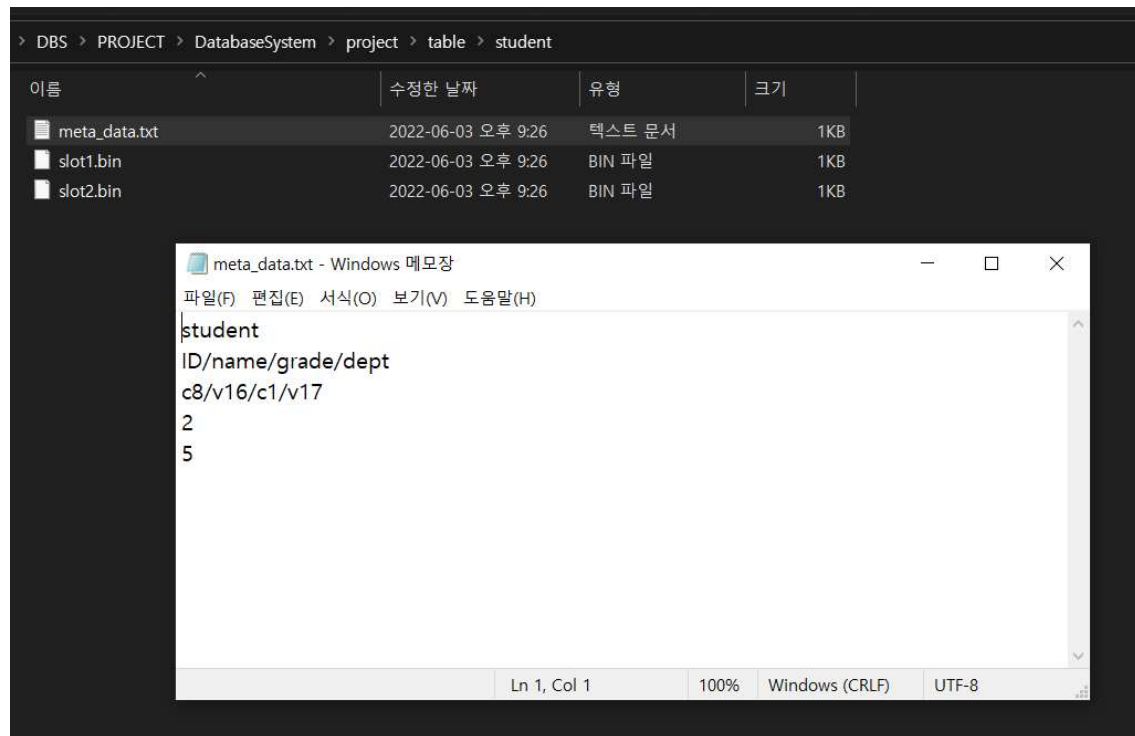 > DBS > PROJECT > DatabaseSystem > project > table > student
이름 수정한 날짜 유형 크기
meta_data.txt 2022-06-03 오후 9:26 텍스트 문서 1KB
slot1.bin 2022-06-03 오후 9:26 BIN 파일 1KB
slot2.bin 2022-06-03 오후 9:26 BIN 파일 1KB
meta_data.txt - Windows 메모장
파일(F) 편집(E) 서식(O) 보기(V) 도움말(H)
student
ID/name/grade/dept
c8/v16/c1/v17
2
5
Ln 1, Col 1 100% Windows (CRLF) UTF-8